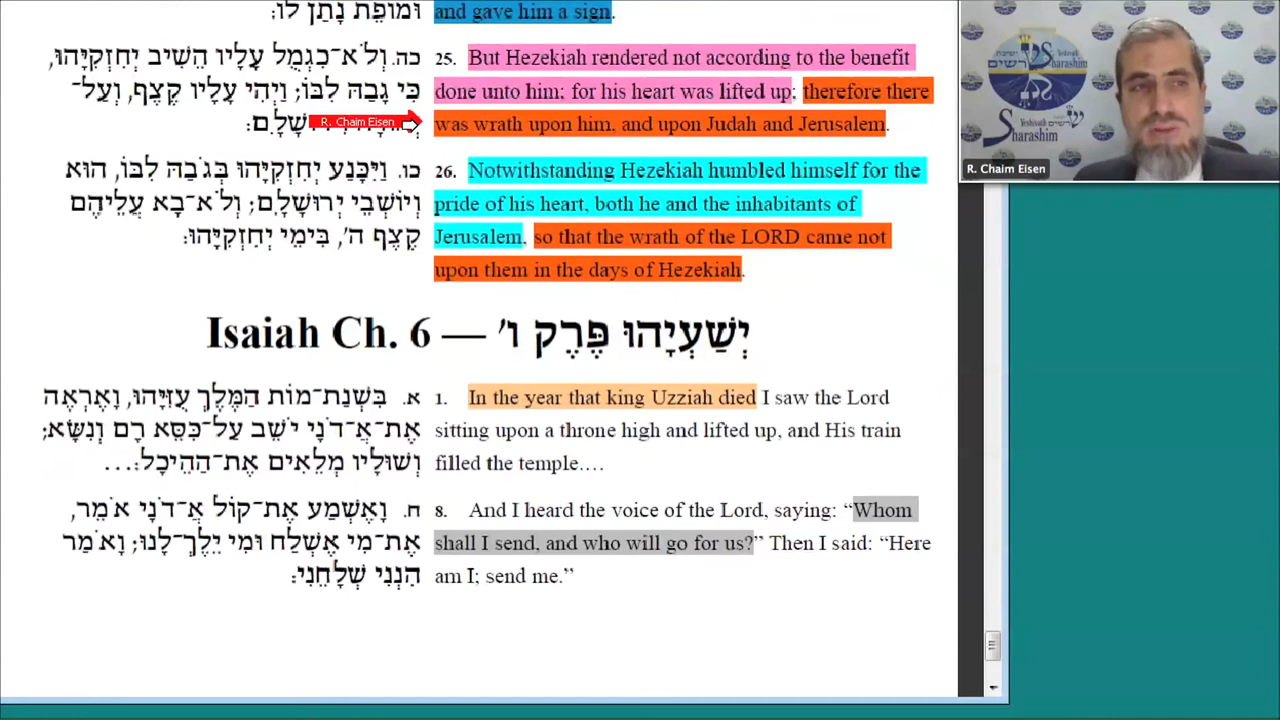 וּמוֹפֵת נָתַן לוֹ:
and gave him a sign.
כה. וְלֹא־כִגְמֻל עָלָיו הֵשִׁיב יְחִזְקִיָּהוּ,
כִּי גָבַהּ לִבּוֹ; וַיְהִי עָלָיו קֶצֶף, וְעַל־
25. But Hezekiah rendered not according to the benefit
done unto him; for his heart was lifted up; therefore there
was wrath upon him, and upon Judah and Jerusalem.
R. Chaim Eisen
כו. וַיִּכָּנַע יְחִזְקִיָּהוּ בְּגֹבַהּ לִבּוֹ, הוּא
וְיוֹשְׁבֵי יְרוּשָׁלָיִם; וְלֹא־בָא עֲלֵיהֶם
קֶצֶף ה', בִּימֵי יְחִזְקִיָּהוּ:
26. Notwithstanding Hezekiah humbled himself for the
pride of his heart, both he and the inhabitants of
Jerusalem, so that the wrath of the LORD came not
upon them in the days of Hezekiah.
Isaiah Ch. 6 — יְשַׁעְיָהוּ פֶּרֶק ו'
א. בִּשְׁנַת־מוֹת הַמֶּלֶךְ עֻזִּיָּהוּ, וָאֶרְאֶה
אֶת־אֲ־דֹנָי יֹשֵׁב עַל־כִּסֵּא רָם וְנִשָּׂא;
וְשׁוּלָיו מְלֵאִים אֶת־הַהֵיכָל:...
1. In the year that king Uzziah died I saw the Lord
sitting upon a throne high and lifted up, and His train
filled the temple....
ח. וָאֶשְׁמַע אֶת־קוֹל אֲ־דֹנָי אֹמֵר,
אֶת־מִי אֶשְׁלַח וּמִי יֵלֶךְ־לָנוּ; וָאֹמַר
הִנְנִי שְׁלָחֵנִי:
8. And I heard the voice of the Lord, saying: “Whom
shall I send, and who will go for us?” Then I said: “Here
am I; send me.”
Yeshivath
Sharashim
שרשים
R. Chaim Eisen